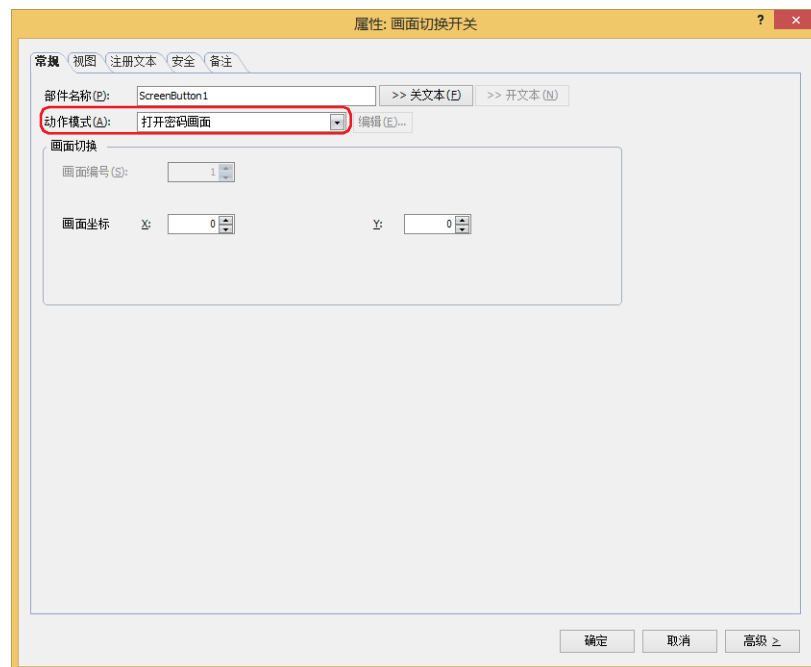 属性: 画面切换开关
? ×
常规 视图 注册文本 安全 备注
部件名称(P): ScreenButton1 >> 关文本(F) >> 开文本(N)
动作模式(A): 打开密码画面 编辑(E)...
画面切换
画面编号(S): 1
画面坐标 X: 0 Y: 0
确定 取消 高级 >